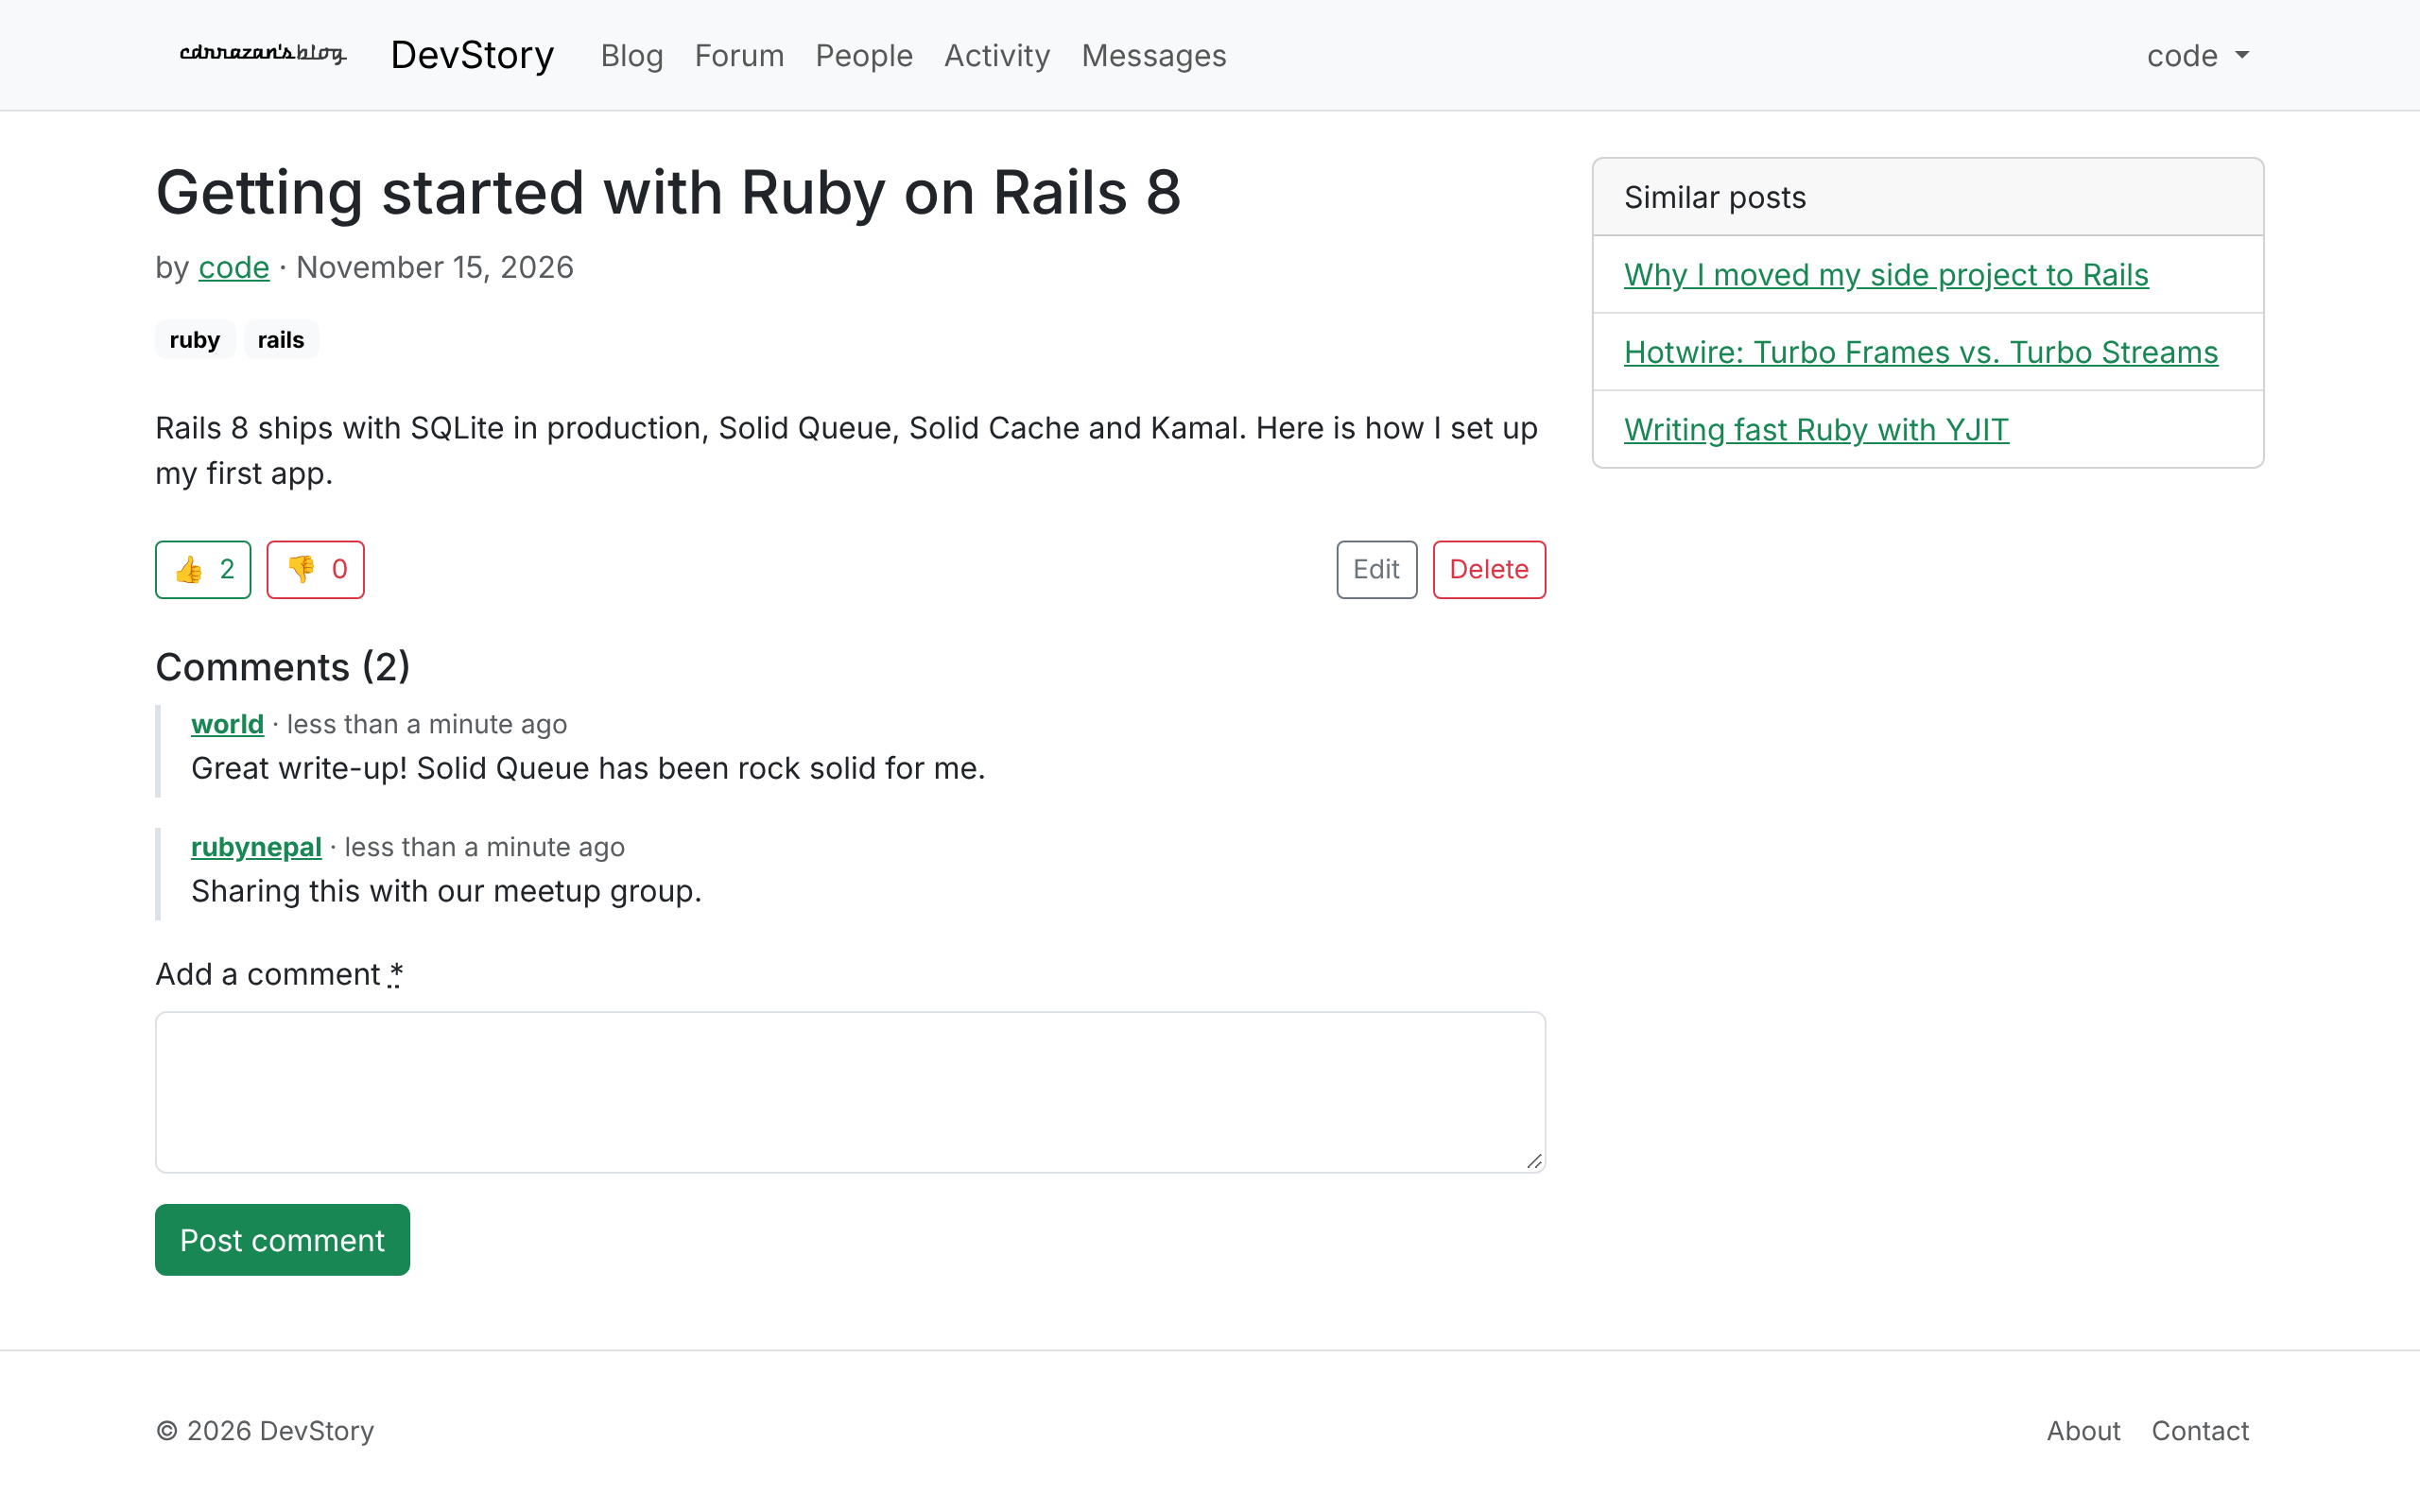 cdrrazan's blog
DevStory
Blog
Forum
People
Activity
Messages
code
Getting started with Ruby on Rails 8
by code · November 15, 2026
ruby
rails
Rails 8 ships with SQLite in production, Solid Queue, Solid Cache and Kamal. Here is how I set up
my first app.
👍 2
👎 0
Edit
Delete
Comments (2)
world · less than a minute ago
Great write-up! Solid Queue has been rock solid for me.
rubynepal · less than a minute ago
Sharing this with our meetup group.
Add a comment *
Post comment
Similar posts
Why I moved my side project to Rails
Hotwire: Turbo Frames vs. Turbo Streams
Writing fast Ruby with YJIT
© 2026 DevStory
About
Contact